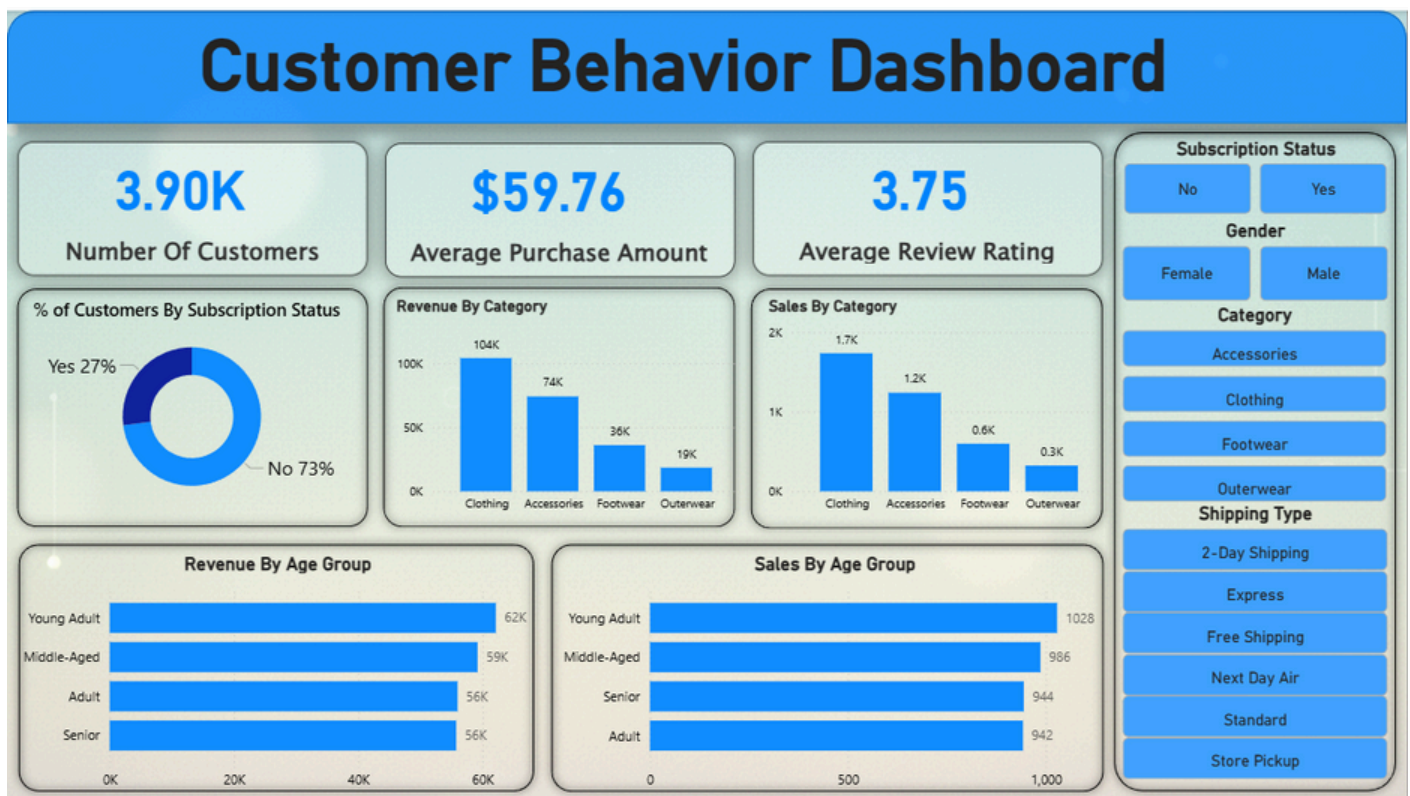 Customer Behavior Dashboard
3.90K
Number Of Customers
$59.76
Average Purchase Amount
3.75
Average Review Rating
Subscription Status
No
Yes
Gender
Female
Male
Category
Accessories
Clothing
Footwear
Outerwear
Shipping Type
2-Day Shipping
Express
Free Shipping
Next Day Air
Standard
Store Pickup
% of Customers By Subscription Status
Yes 27%
No 73%
Revenue By Category
100K
50K
0K
104K
74K
36K
19K
Clothing
Accessories
Footwear
Outerwear
Sales By Category
2K
1K
0K
1.7K
1.2K
0.6K
0.3K
Clothing
Accessories
Footwear
Outerwear
Revenue By Age Group
Young Adult
62K
Middle-Aged
59K
Adult
56K
Senior
56K
0K
20K
40K
60K
Sales By Age Group
Young Adult
1028
Middle-Aged
986
Senior
944
Adult
942
0
500
1,000